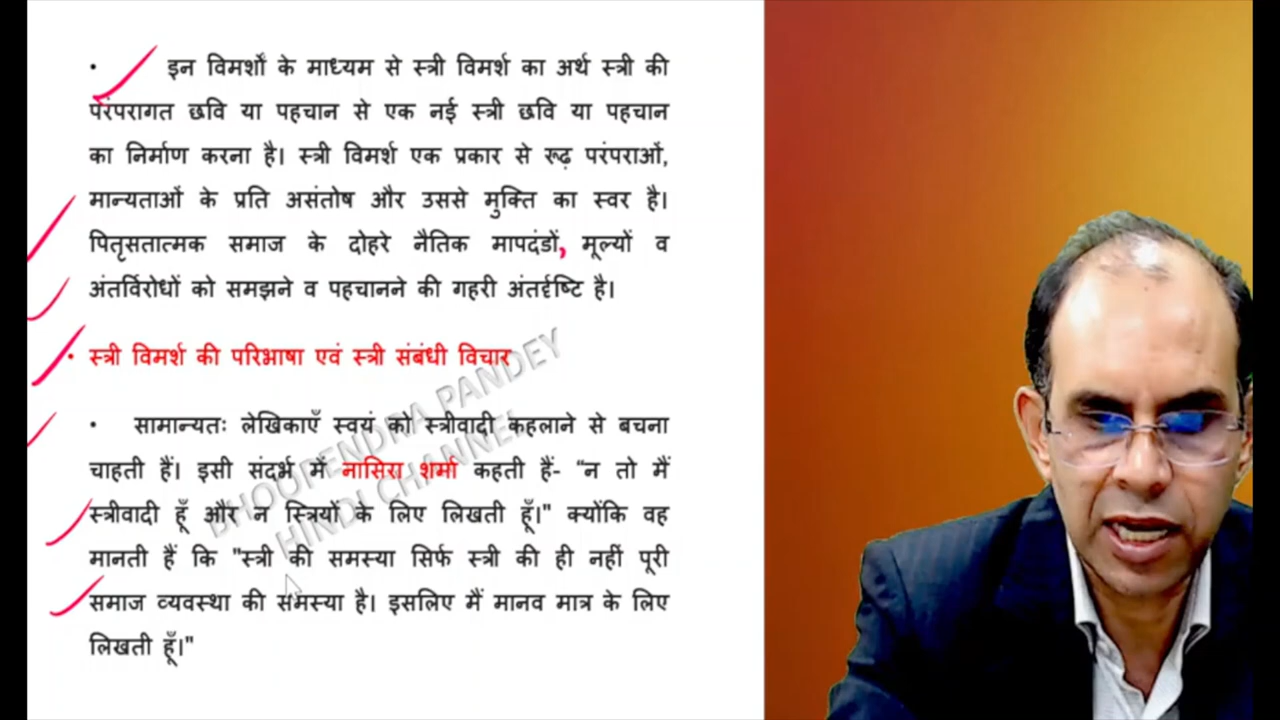 • इन विमर्शों के माध्यम से स्त्री विमर्श का अर्थ स्त्री की
परंपरागत छवि या पहचान से एक नई स्त्री छवि या पहचान
का निर्माण करना है। स्त्री विमर्श एक प्रकार से रूढ़ परंपराओं,
मान्यताओं के प्रति असंतोष और उससे मुक्ति का स्वर है।
पितृसतात्मक समाज के दोहरे नैतिक मापदंडों, मूल्यों व
अंतर्विरोधों को समझने व पहचानने की गहरी अंतर्दृष्टि है।
• स्त्री विमर्श की परिभाषा एवं स्त्री संबंधी विचार
• सामान्यतः लेखिकाएँ स्वयं को स्त्रीवादी कहलाने से बचना
चाहती हैं। इसी संदर्भ में नासिरा शर्मा कहती हैं- “न तो मैं
स्त्रीवादी हूँ और न स्त्रियों के लिए लिखती हूँ।" क्योंकि वह
मानती हैं कि "स्त्री की समस्या सिर्फ स्त्री की ही नहीं पूरी
समाज व्यवस्था की समस्या है। इसलिए मैं मानव मात्र के लिए
लिखती हूँ।"
BHOOPENDRA PANDEY
HINDI CHANNEL